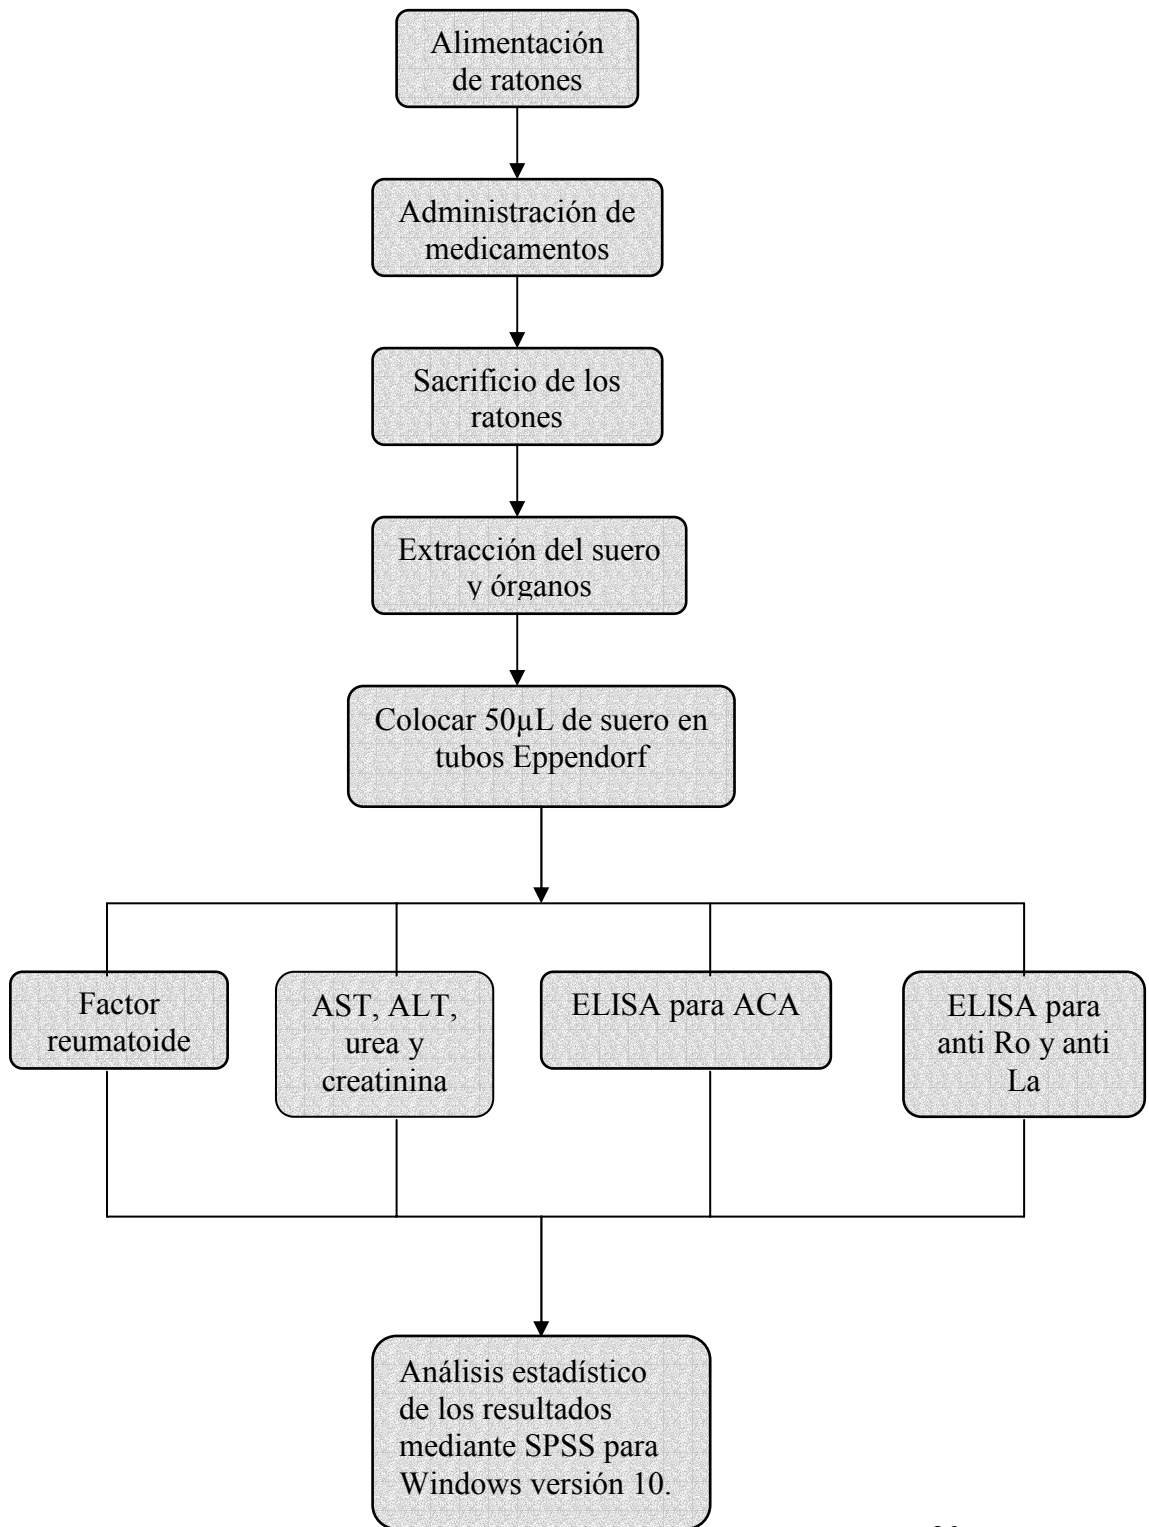 Alimentación
de ratones
Administración de
medicamentos
Sacrificio de los
ratones
Extracción del suero
y órganos
Colocar 50µL de suero en
tubos Eppendorf
Factor
reumatoide
AST, ALT,
urea y
creatinina
ELISA para ACA
ELISA para
anti Ro y anti
La
Análisis estadístico
de los resultados
mediante SPSS para
Windows versión 10.